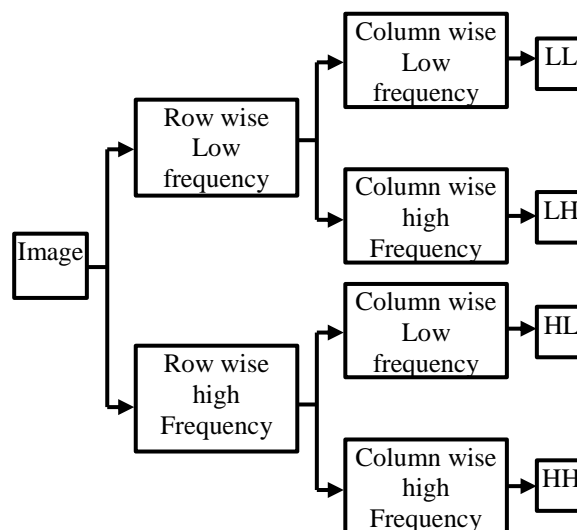 Column wise
Low
frequency
LL
Row wise
Low
frequency
Column wise
high
Frequency
LH
Image
Column wise
Low
frequency
HL
Row wise
high
Frequency
Column wise
high
Frequency
HH